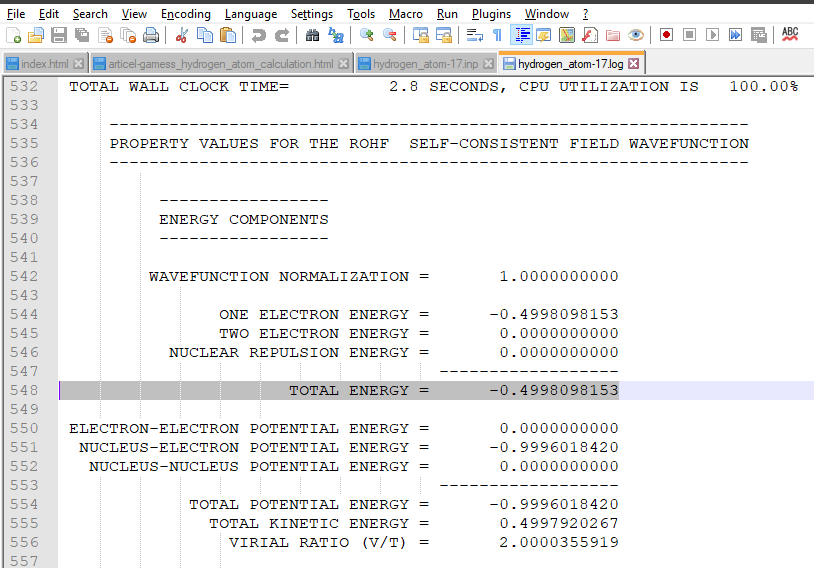 File Edit Search View Encoding Language Settings Tools Macro Run Plugins Window ?
ABC
index.html articel-gamess_hydrogen_atom_calculation.html hydrogen_atom-17.inp hydrogen_atom-17.log
532 TOTAL WALL CLOCK TIME= 2.8 SECONDS, CPU UTILIZATION IS 100.00%
533
534 ----------------------------------------------------------------
535 PROPERTY VALUES FOR THE ROHF SELF-CONSISTENT FIELD WAVEFUNCTION
536 ----------------------------------------------------------------
537
538 -----------------
539 ENERGY COMPONENTS
540 -----------------
541
542 WAVEFUNCTION NORMALIZATION = 1.0000000000
543
544 ONE ELECTRON ENERGY = -0.4998098153
545 TWO ELECTRON ENERGY = 0.0000000000
546 NUCLEAR REPULSION ENERGY = 0.0000000000
547 ------------------
548 TOTAL ENERGY = -0.4998098153
549
550 ELECTRON-ELECTRON POTENTIAL ENERGY = 0.0000000000
551 NUCLEUS-ELECTRON POTENTIAL ENERGY = -0.9996018420
552 NUCLEUS-NUCLEUS POTENTIAL ENERGY = 0.0000000000
553 ------------------
554 TOTAL POTENTIAL ENERGY = -0.9996018420
555 TOTAL KINETIC ENERGY = 0.4997920267
556 VIRIAL RATIO (V/T) = 2.0000355919
557